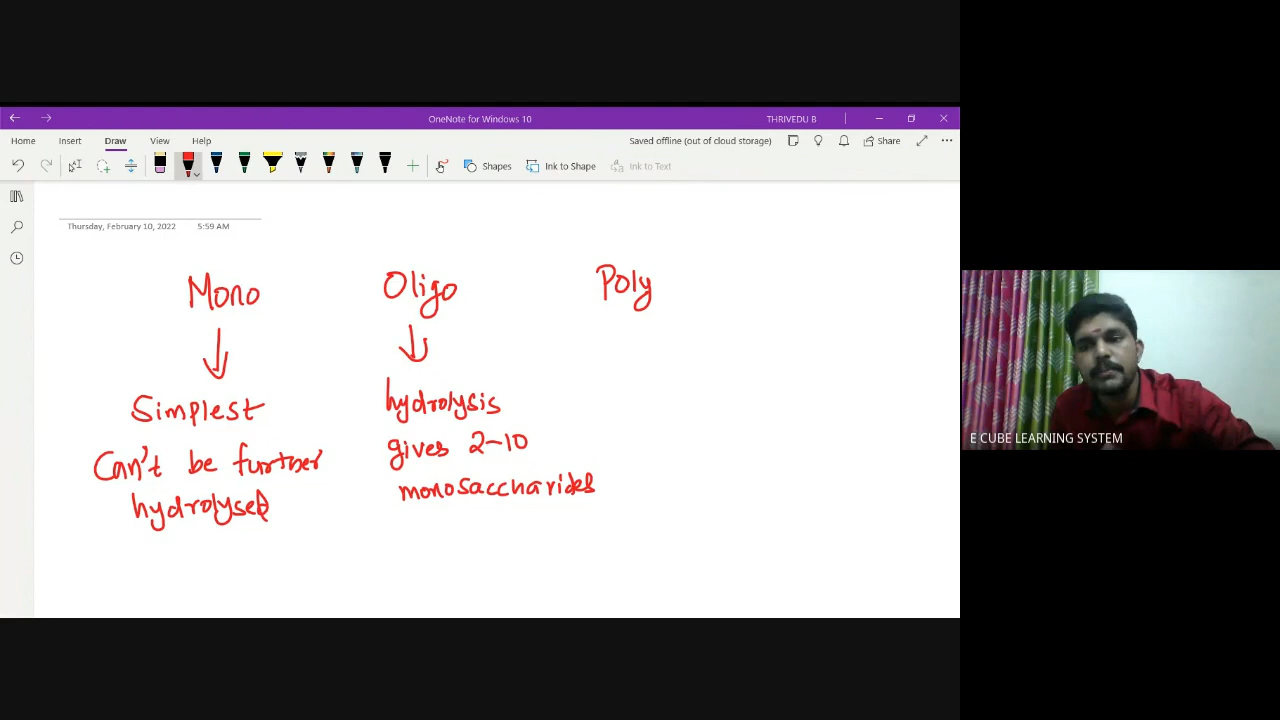 OneNote for Windows 10
THRIVEDU B
Home Insert Draw View Help
Saved offline (out of cloud storage)
Share
Shapes
Ink to Shape
Ink to Text
Thursday, February 10, 2022 5:59 AM
Mono Oligo Poly
Simplest
Can't be further
hydrolysed
hydrolysis
gives 2-10
monosaccharides
E CUBE LEARNING SYSTEM